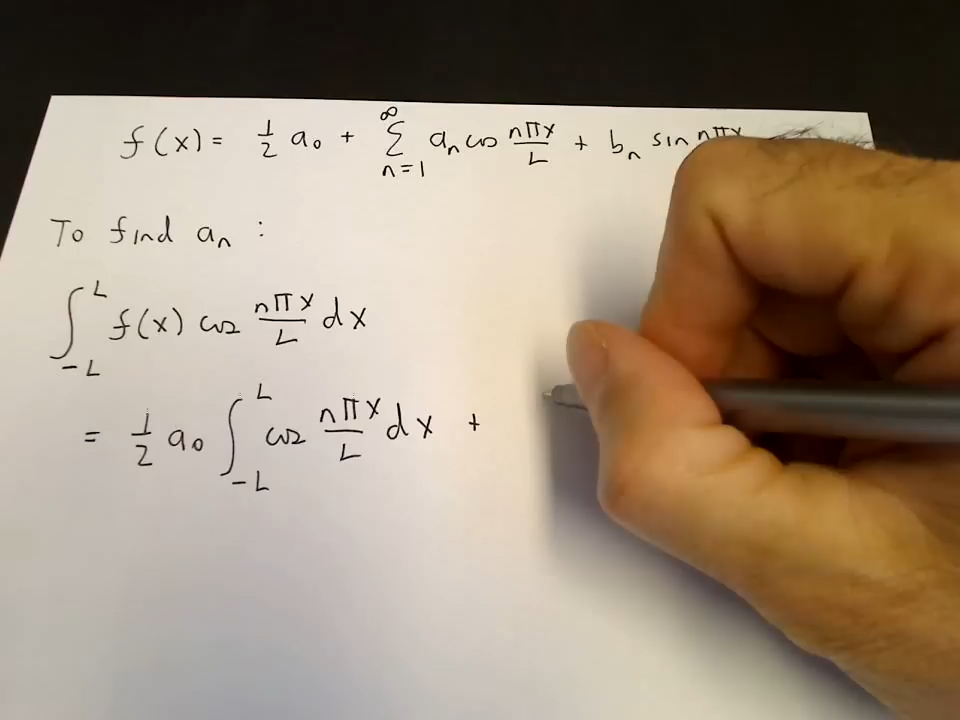 f(x) = 1/2 a₀ + ∞ Σ n=1 aₙ cos nπx/L + bₙ sin nπx
To find aₙ :
∫_{-L}^{L} f(x) cos nπx/L dx
= 1/2 a₀ ∫_{-L}^{L} cos nπx/L dx +